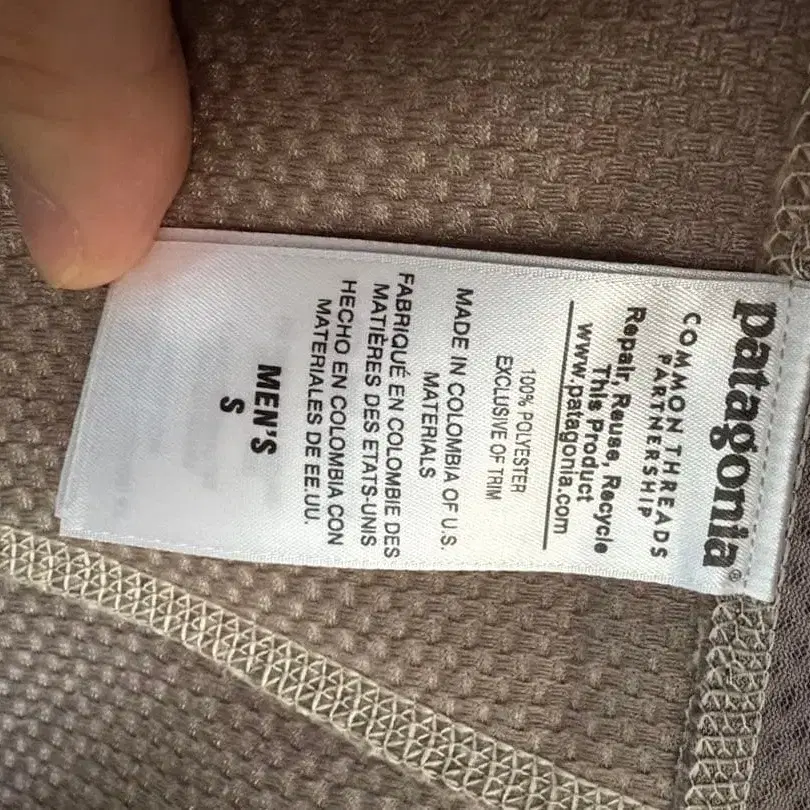 patagonia®
COMMON THREADS
PARTNERSHIP
Repair, Reuse, Recycle
This Product
www.patagonia.com
100% POLYESTER
EXCLUSIVE OF TRIM
MADE IN COLOMBIA OF U.S.
MATERIALS
FABRIQUÉ EN COLOMBIE DES
MATIÈRES DES ETATS-UNIS
HECHO EN COLOMBIA CON
MATERIALES DE EE.UU.
MEN'S
S